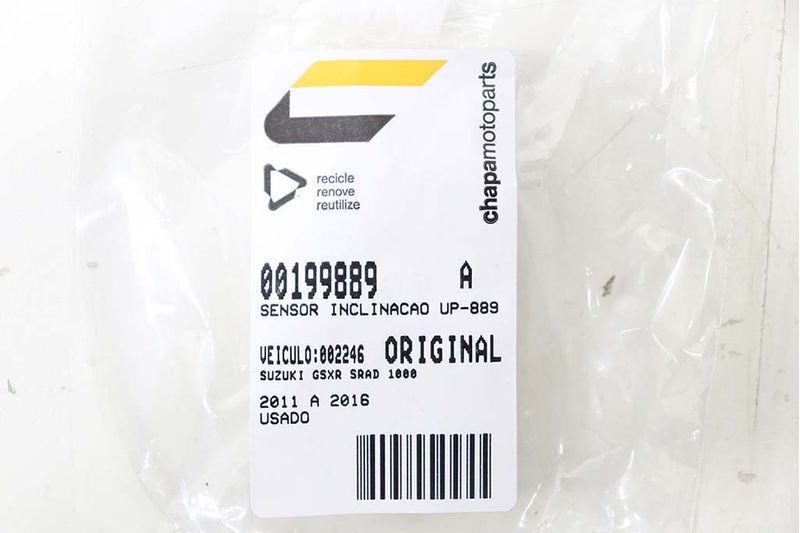 chapamotoparts
recicle
renove
reutilize
00199889 A
SENSOR INCLINACAO UP-889
VEICULO:002246 ORIGINAL
SUZUKI GSXR SRAD 1000
2011 A 2016
USADO